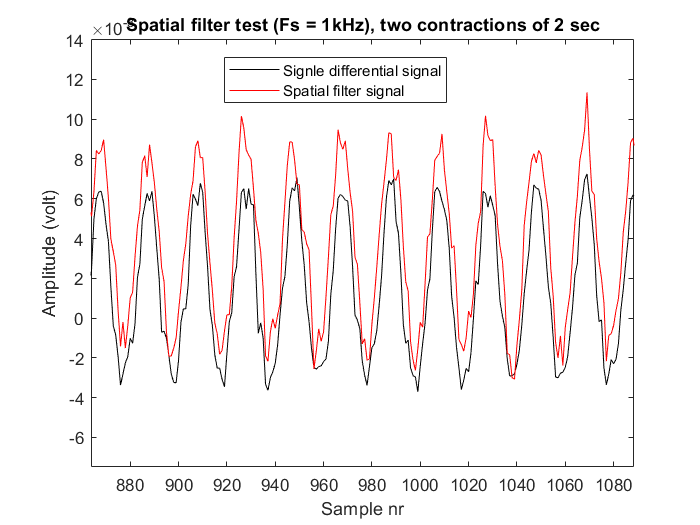 Spatial filter test (Fs = 1kHz), two contractions of 2 sec
Signle differential signal
Spatial filter signal
14
12
10
8
6
4
2
0
-2
-4
-6
Amplitude (volt)
880 900 920 940 960 980 1000 1020 1040 1060 1080
Sample nr